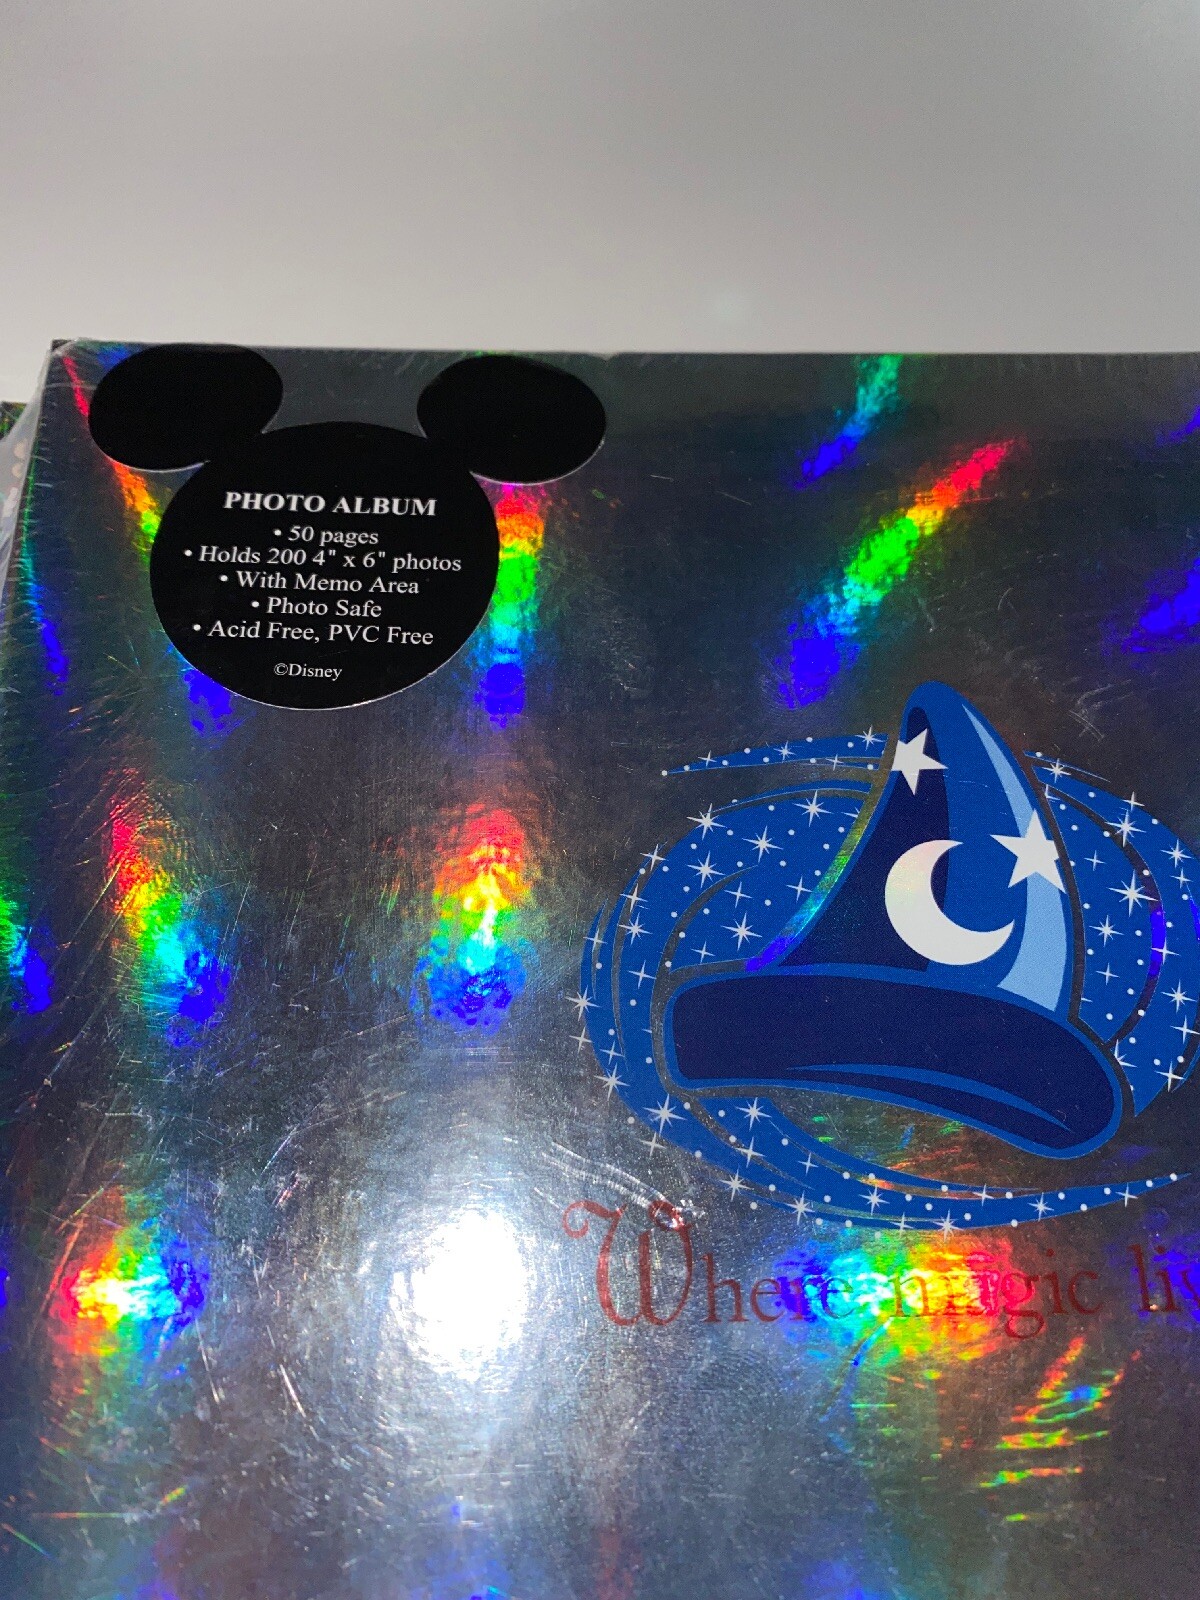 PHOTO ALBUM
• 50 pages
• Holds 200 4" x 6" photos
• With Memo Area
• Photo Safe
• Acid Free, PVC Free
©Disney
Where magic